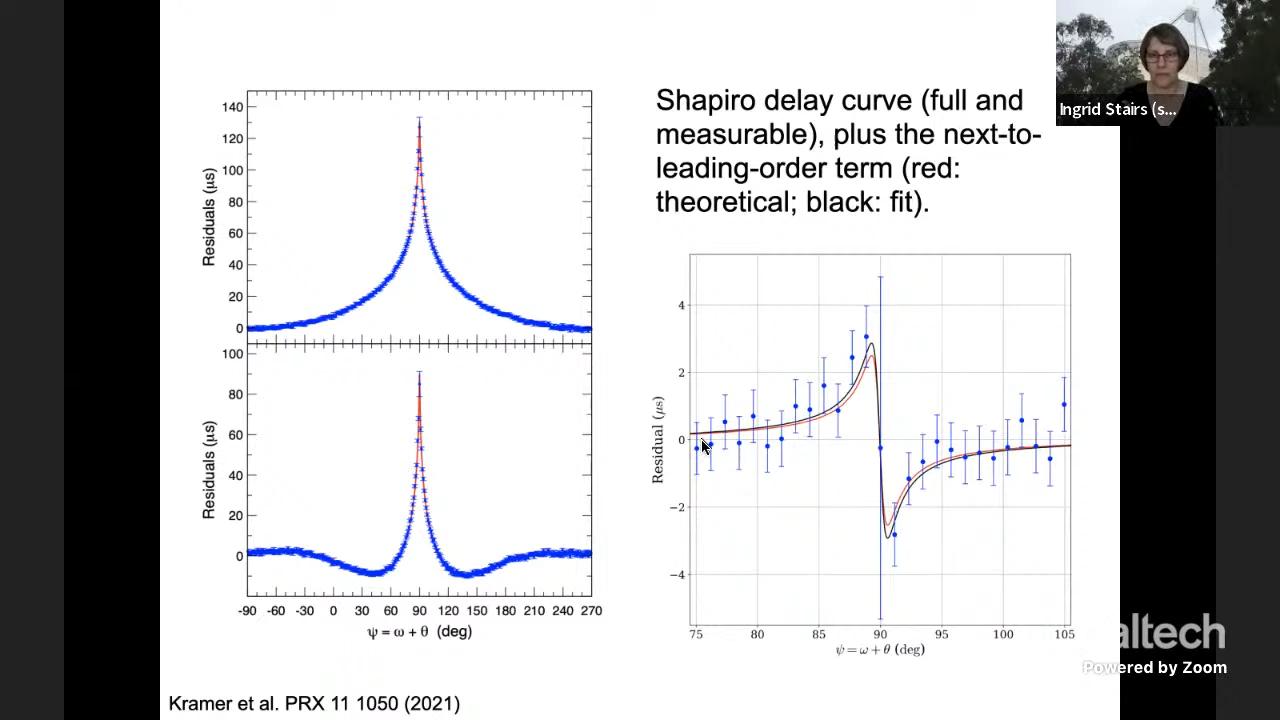 Shapiro delay curve (full and
measurable), plus the next-to-
leading-order term (red:
theoretical; black: fit).
Ingrid Stairs (s...
140
120
100
80
60
40
20
0
Residuals (μs)
100
80
60
40
20
0
Residuals (μs)
-90 -60 -30 0 30 60 90 120 150 180 210 240 270
ψ = ω + θ (deg)
4
2
0
−2
−4
Residual (μs)
75 80 85 90 95 100 105
ψ = ω + θ (deg)
altech
Powered by Zoom
Kramer et al. PRX 11 1050 (2021)